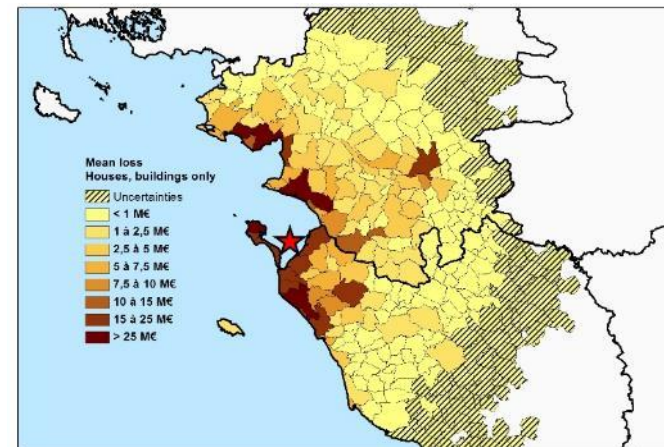 Mean loss
Houses, buildings only
Uncertainties
< 1 M€
1 à 2,5 M€
2,5 à 5 M€
5 à 7,5 M€
7,5 à 10 M€
10 à 15 M€
15 à 25 M€
> 25 M€